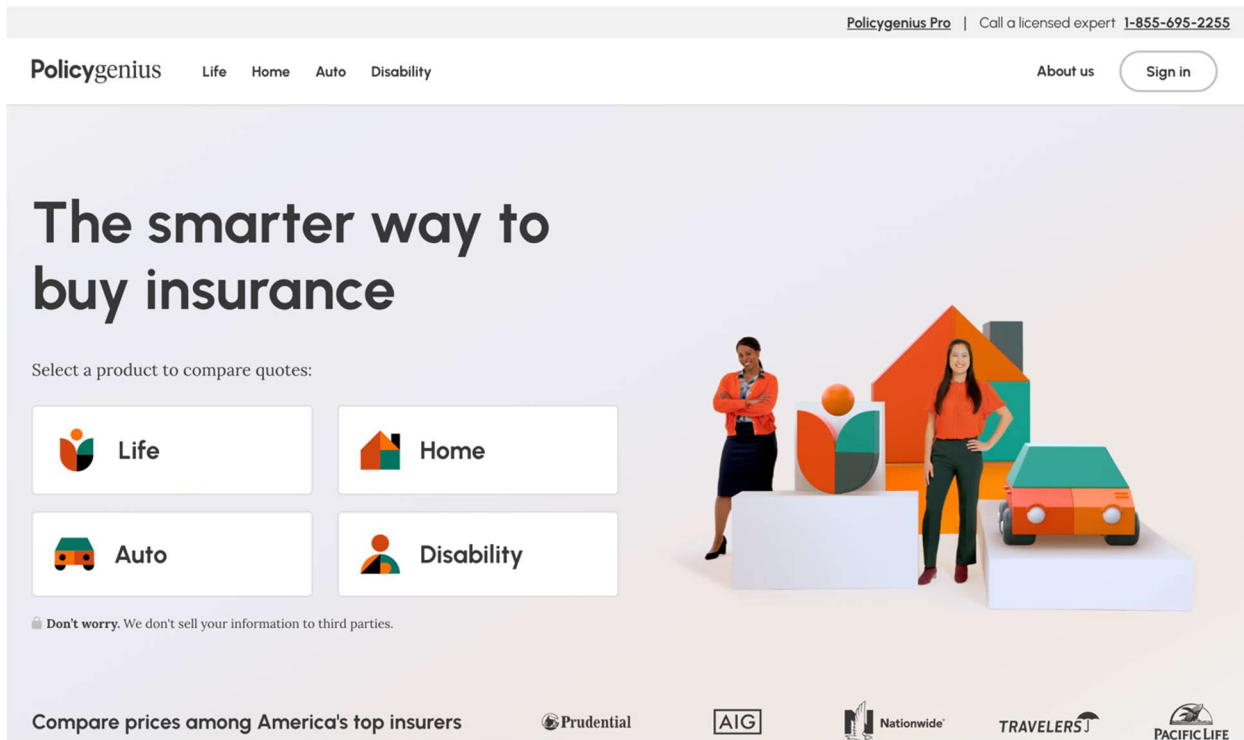 Policygenius Pro | Call a licensed expert 1-855-695-2255
Policygenius Life Home Auto Disability About us Sign in
The smarter way to
buy insurance
Select a product to compare quotes:
Life Home
Auto Disability
Don't worry. We don't sell your information to third parties.
Compare prices among America's top insurers Prudential AIG Nationwide® TRAVELERS PACIFIC LIFE